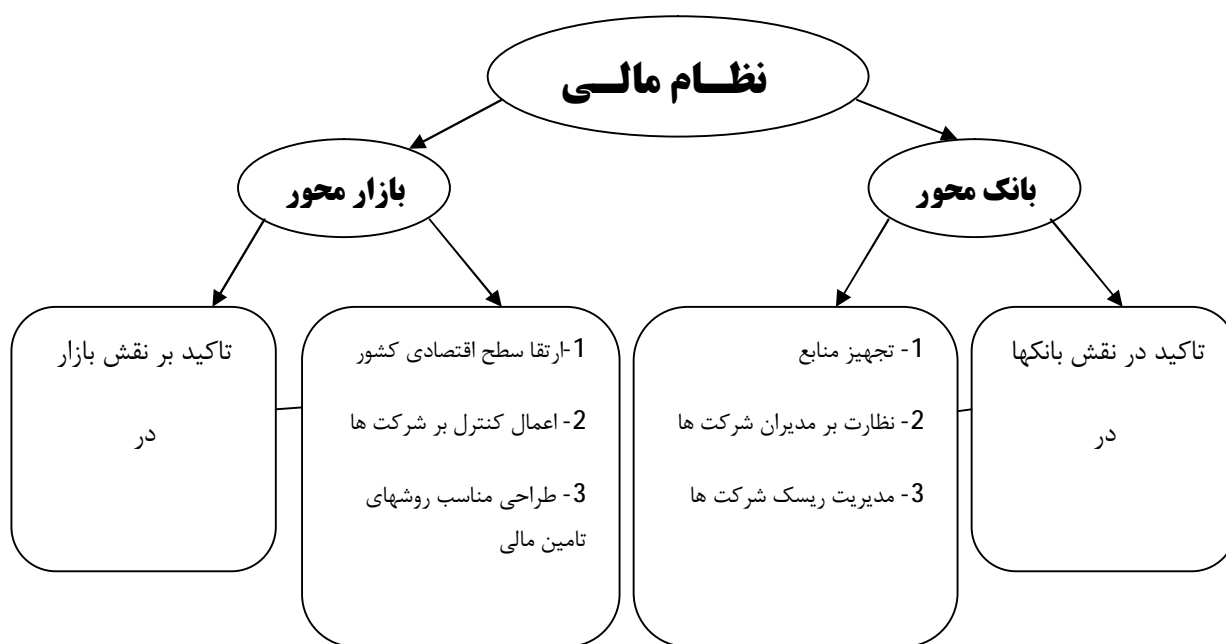 نظــام مالــی
بانک محور
بازار محور
تاکید در نقش بانکها
در
1- تجهیز منابع
2- نظارت بر مدیران شرکت ها
3- مدیریت ریسک شرکت ها
1-ارتقا سطح اقتصادی کشور
2- اعمال کنترل بر شرکت ها
3- طراحی مناسب روشهای
تامین مالی
تاکید بر نقش بازار
در